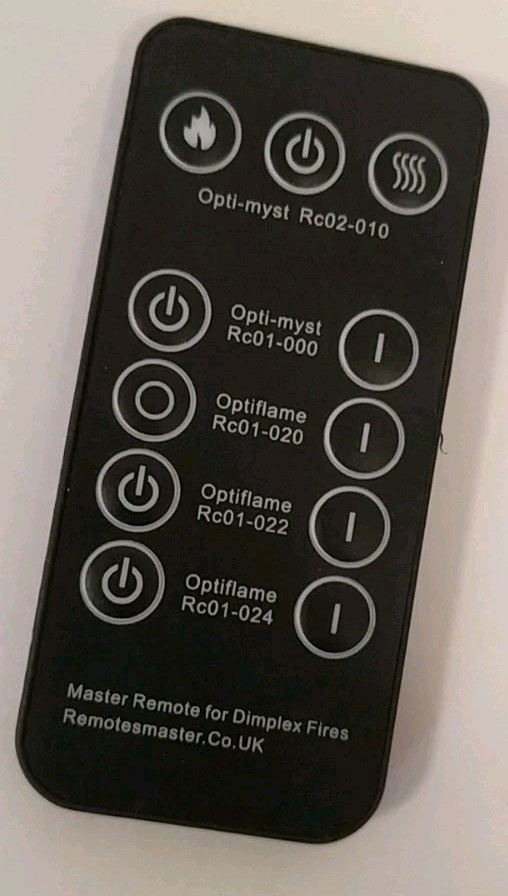 Opti-myst Rc02-010
Opti-myst
Rc01-000
Optiflame
Rc01-020
Optiflame
Rc01-022
Optiflame
Rc01-024
Master Remote for Dimplex Fires
Remotesmaster.Co.UK